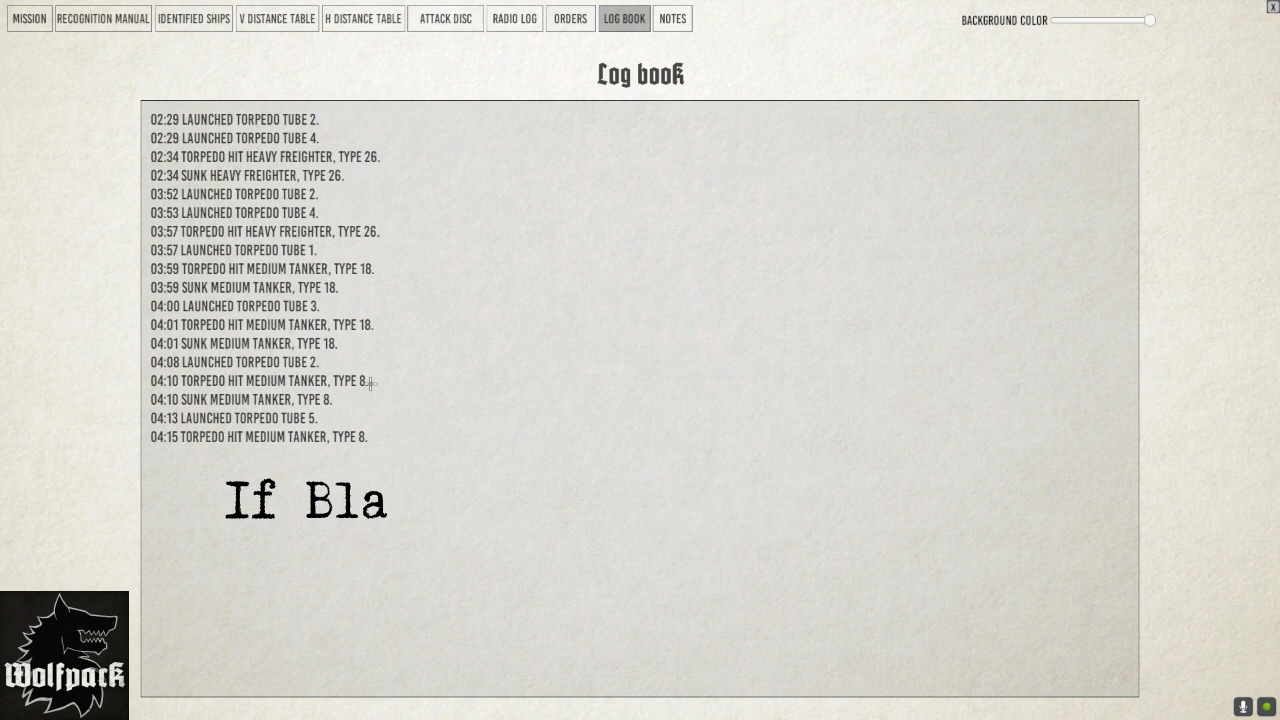 MISSION RECOGNITION MANUAL IDENTIFIED SHIPS V DISTANCE TABLE H DISTANCE TABLE ATTACK DISC RADIO LOG ORDERS LOG BOOK NOTES BACKGROUND COLOR X
Log book
02:29 LAUNCHED TORPEDO TUBE 2.
02:29 LAUNCHED TORPEDO TUBE 4.
02:34 TORPEDO HIT HEAVY FREIGHTER, TYPE 26.
02:34 SUNK HEAVY FREIGHTER, TYPE 26.
03:52 LAUNCHED TORPEDO TUBE 2.
03:53 LAUNCHED TORPEDO TUBE 4.
03:57 TORPEDO HIT HEAVY FREIGHTER, TYPE 26.
03:57 LAUNCHED TORPEDO TUBE 1.
03:59 TORPEDO HIT MEDIUM TANKER, TYPE 18.
03:59 SUNK MEDIUM TANKER, TYPE 18.
04:00 LAUNCHED TORPEDO TUBE 3.
04:01 TORPEDO HIT MEDIUM TANKER, TYPE 18.
04:01 SUNK MEDIUM TANKER, TYPE 18.
04:08 LAUNCHED TORPEDO TUBE 2.
04:10 TORPEDO HIT MEDIUM TANKER, TYPE 8.
04:10 SUNK MEDIUM TANKER, TYPE 8.
04:13 LAUNCHED TORPEDO TUBE 5.
04:15 TORPEDO HIT MEDIUM TANKER, TYPE 8.
If Bla
Wolfpack